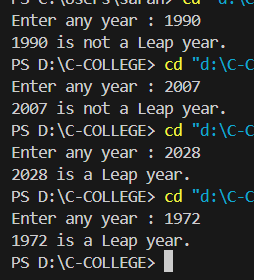 PS C:\Users\sarah> cd "d:\C
Enter any year : 1990
1990 is not a Leap year.
PS D:\C-COLLEGE> cd "d:\C-C
Enter any year : 2007
2007 is not a Leap year.
PS D:\C-COLLEGE> cd "d:\C-C
Enter any year : 2028
2028 is a Leap year.
PS D:\C-COLLEGE> cd "d:\C-C
Enter any year : 1972
1972 is a Leap year.
PS D:\C-COLLEGE>